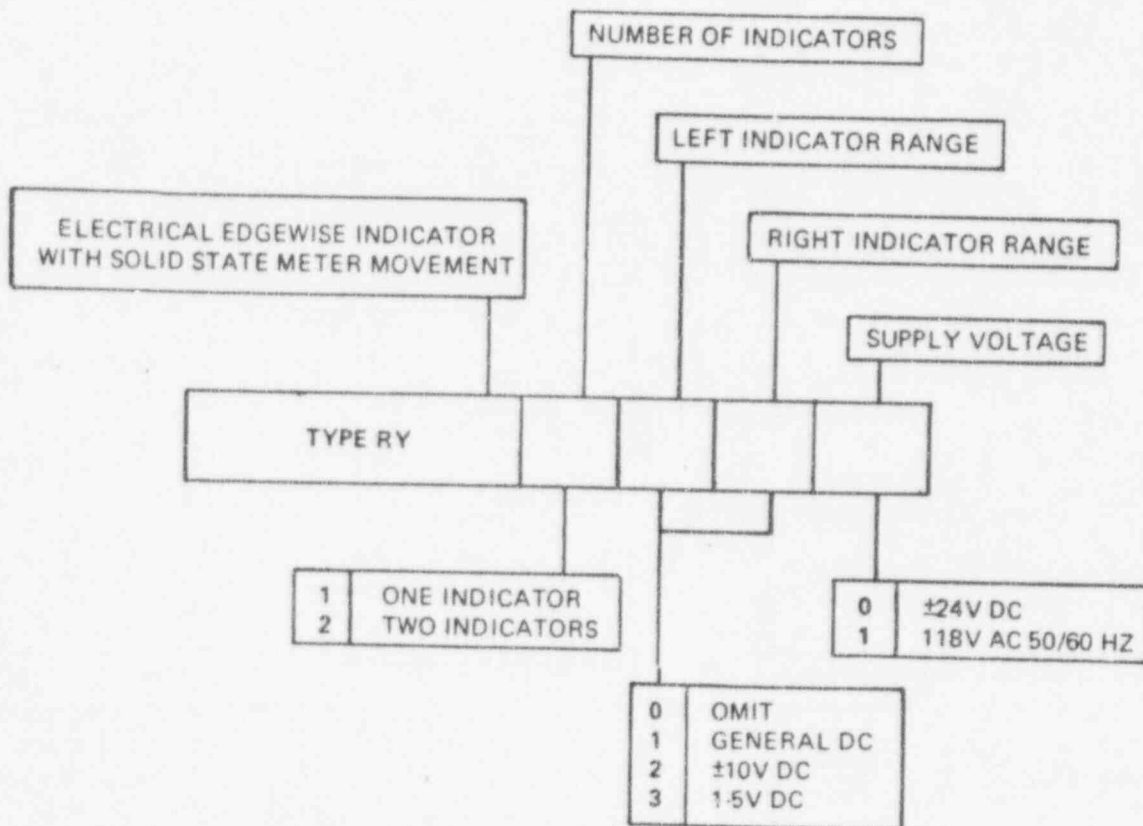 NUMBER OF INDICATORS
LEFT INDICATOR RANGE
ELECTRICAL EDGEWISE INDICATOR
WITH SOLID STATE METER MOVEMENT
RIGHT INDICATOR RANGE
SUPPLY VOLTAGE
TYPE RY
1 ONE INDICATOR
2 TWO INDICATORS
0 ±24V DC
1 118V AC 50/60 HZ
0 OMIT
1 GENERAL DC
2 ±10V DC
3 1-5V DC